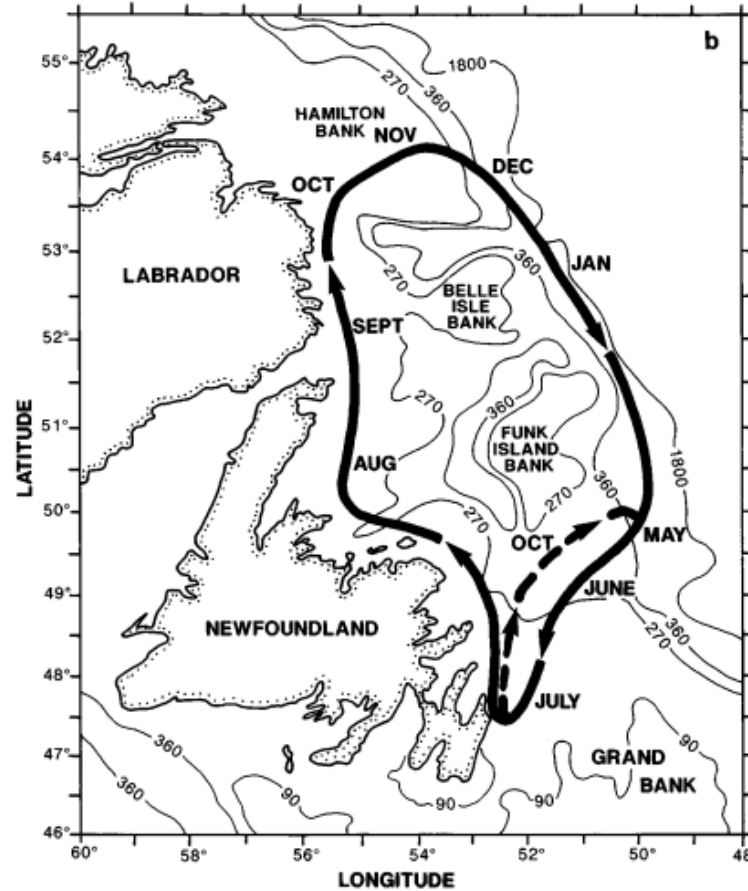 b
55°
54°
53°
52°
51°
50°
49°
48°
47°
46°
LATITUDE
60°
58°
56°
54°
52°
50°
48
LONGITUDE
1800
270
360
HAMILTON
BANK
NOV
DEC
OCT
JAN
360
270
LABRADOR
BELLE
ISLE
BANK
SEPT
270
360
FUNK
ISLAND
BANK
1800
AUG
270
360
270
OCT
MAY
JUNE
NEWFOUNDLAND
360
270
JULY
GRAND
BANK
90
360
360
90
90
90